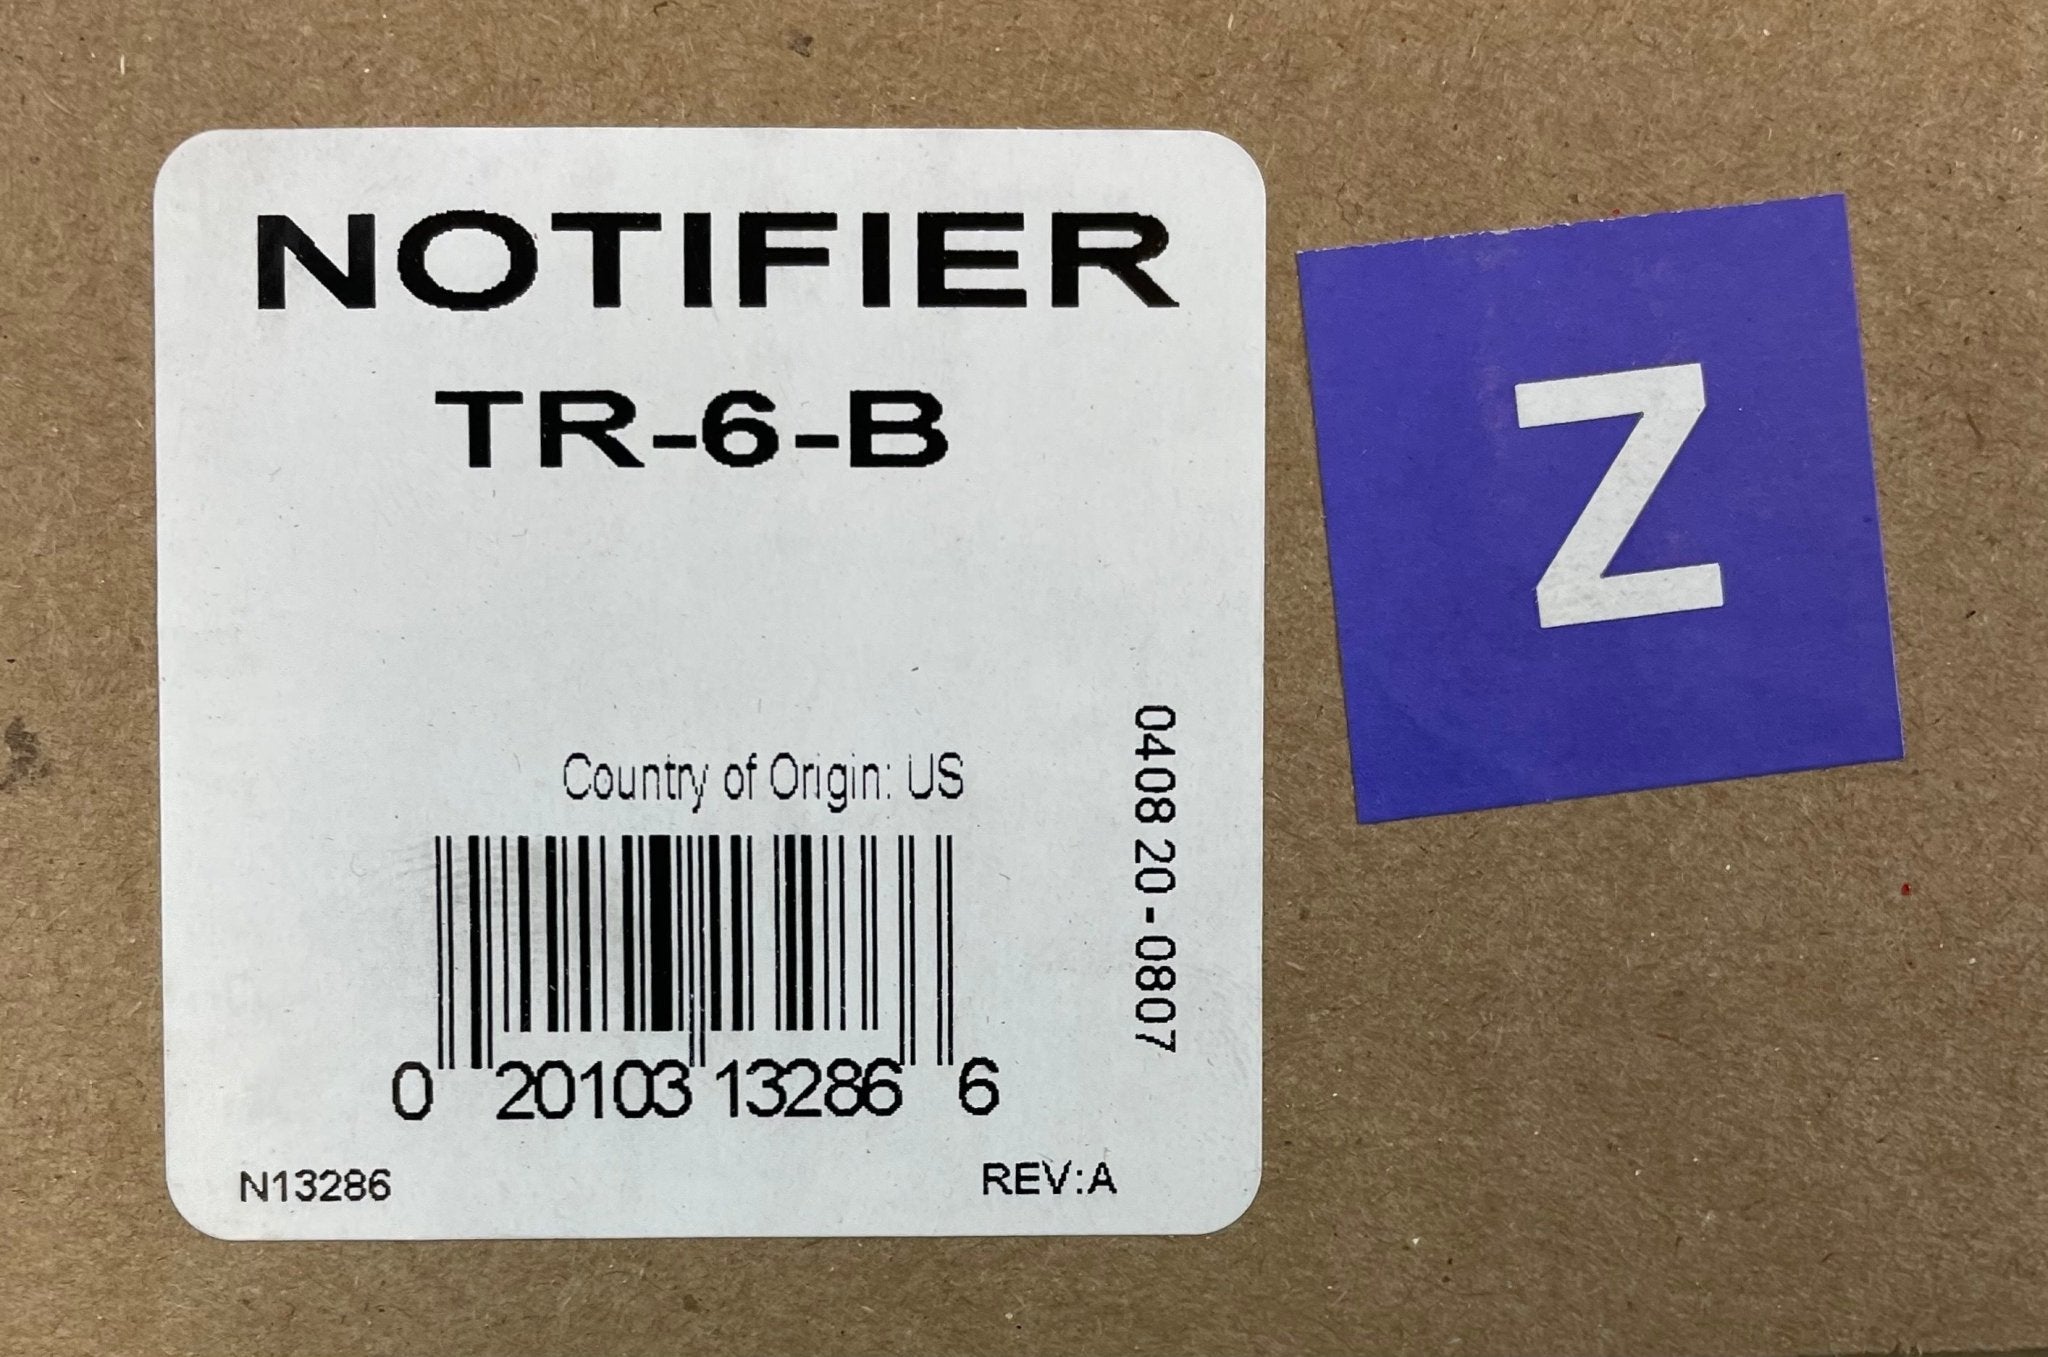 NOTIFIER
TR-6-B
Country of Origin: US
0408 20-0807
0 20103 13286 6
N13286
REV:A
Z